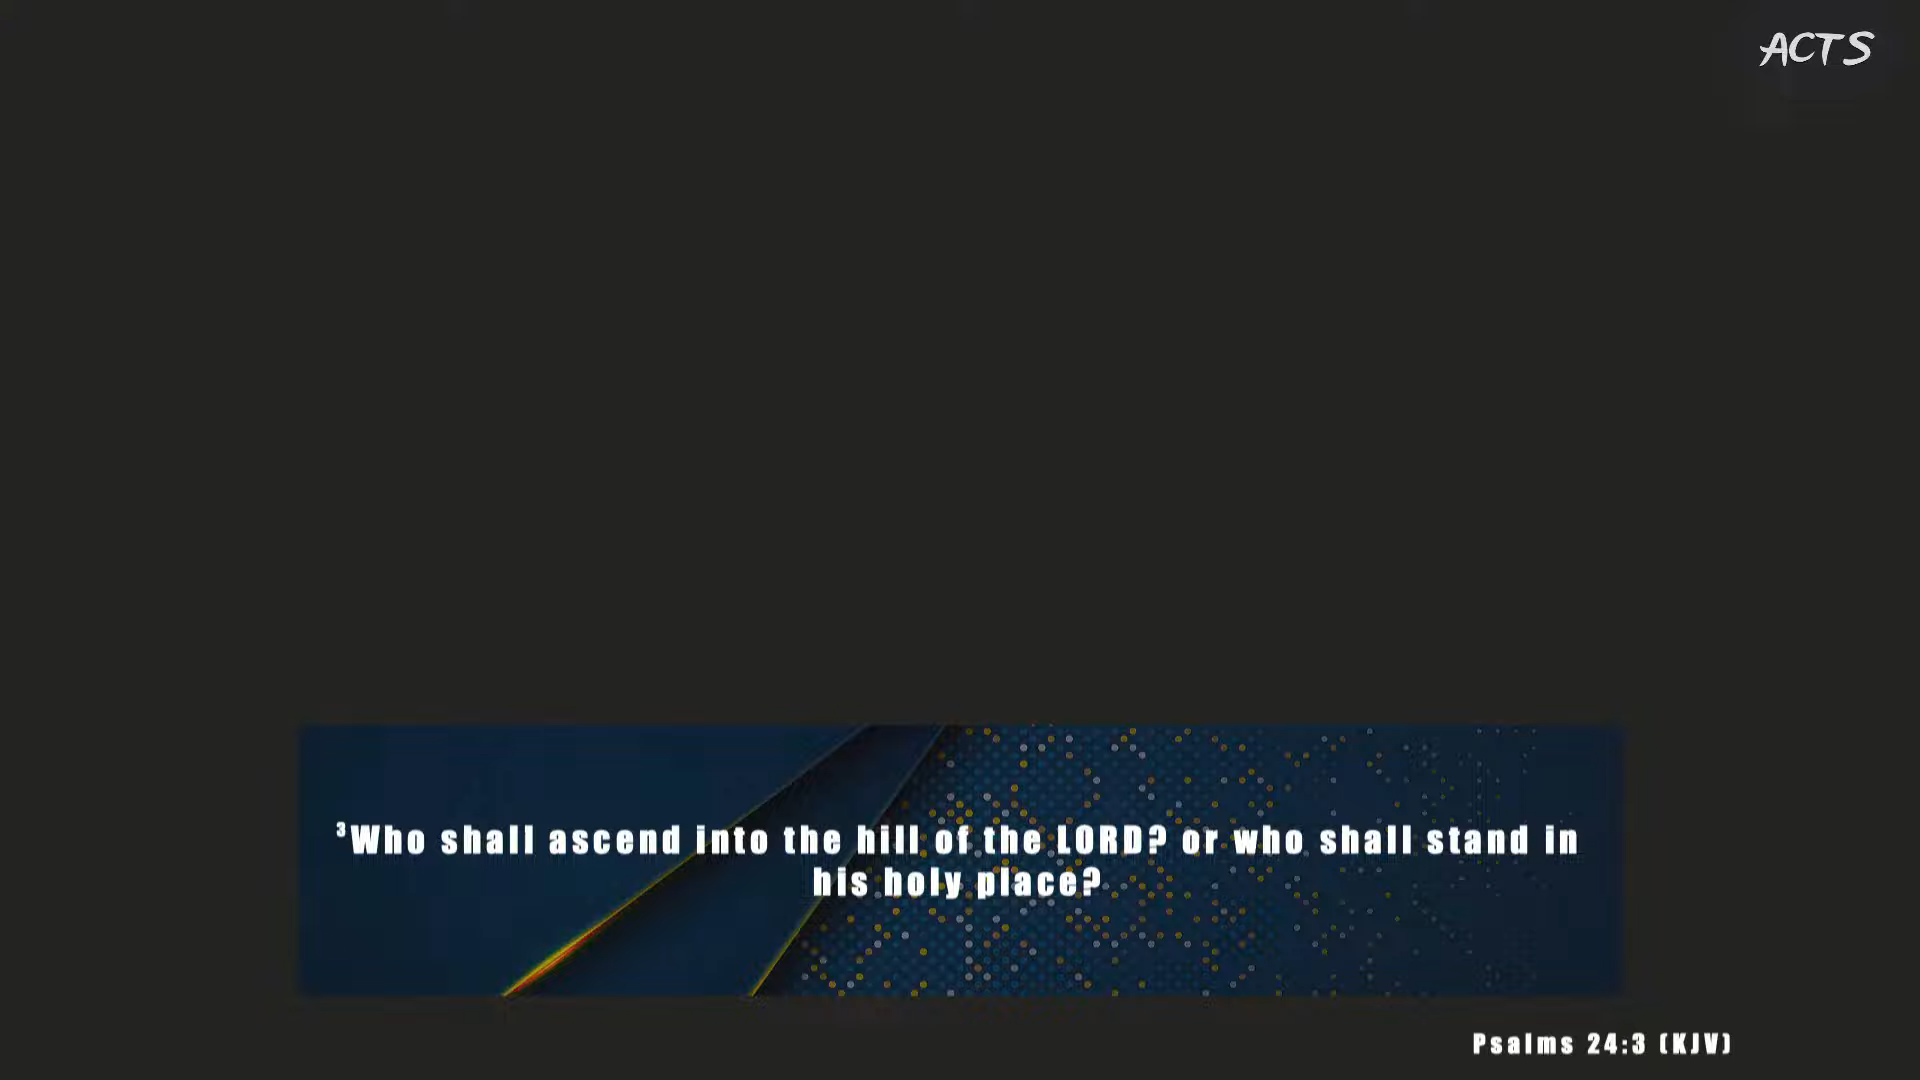 ACTS
³Who shall ascend into the hill of the LORD? or who shall stand in
his holy place?
Psalms 24:3 (KJV)